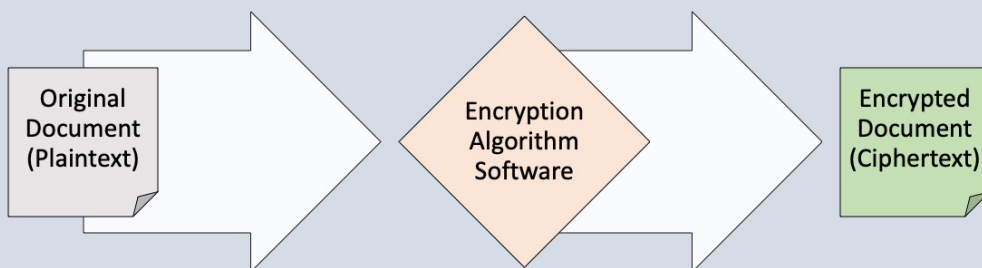 Original
Document
(Plaintext)
Encryption
Algorithm
Software
Encrypted
Document
(Ciphertext)